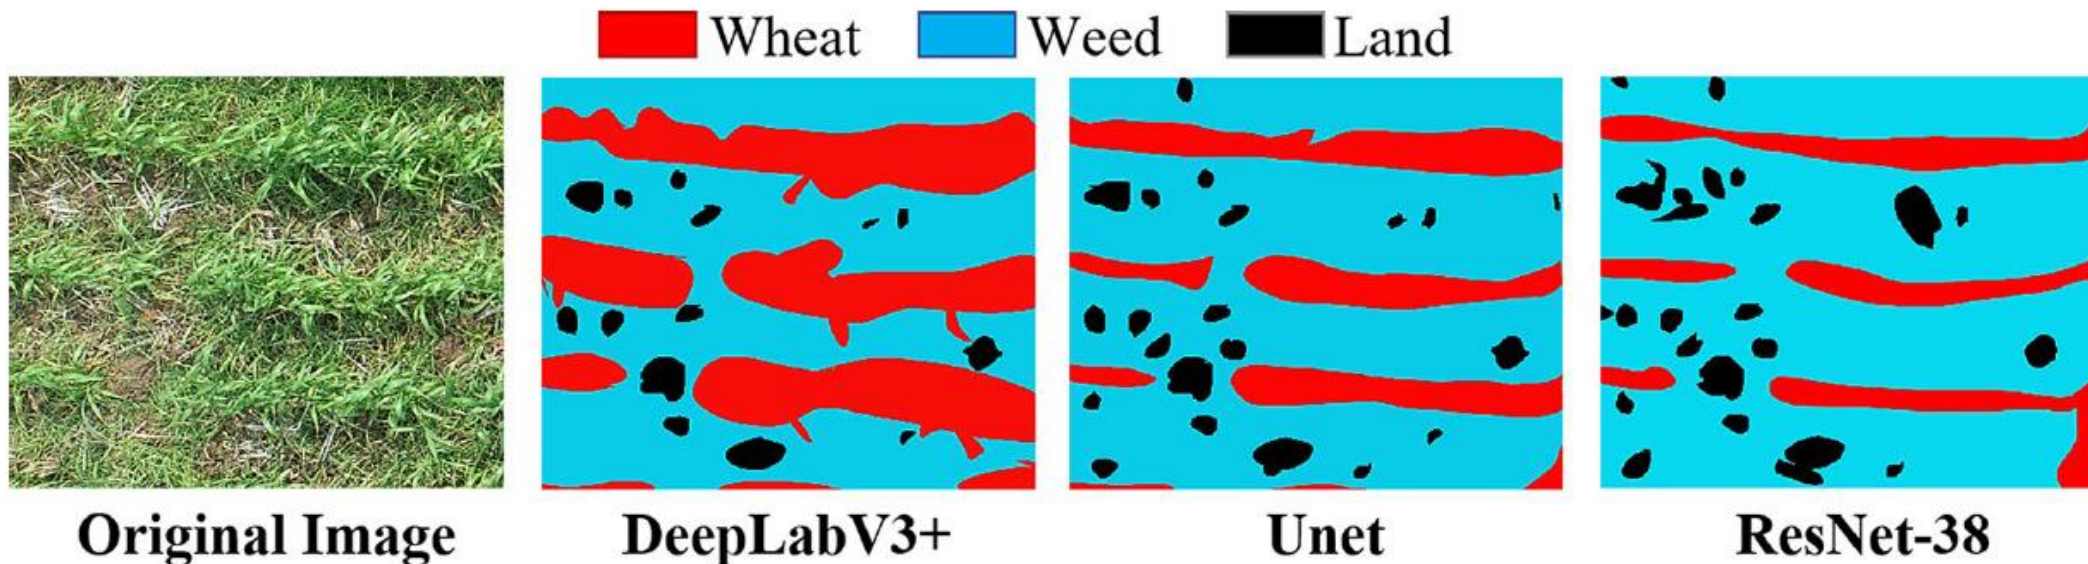 Wheat Weed Land
Original Image DeepLabV3+ Unet ResNet-38